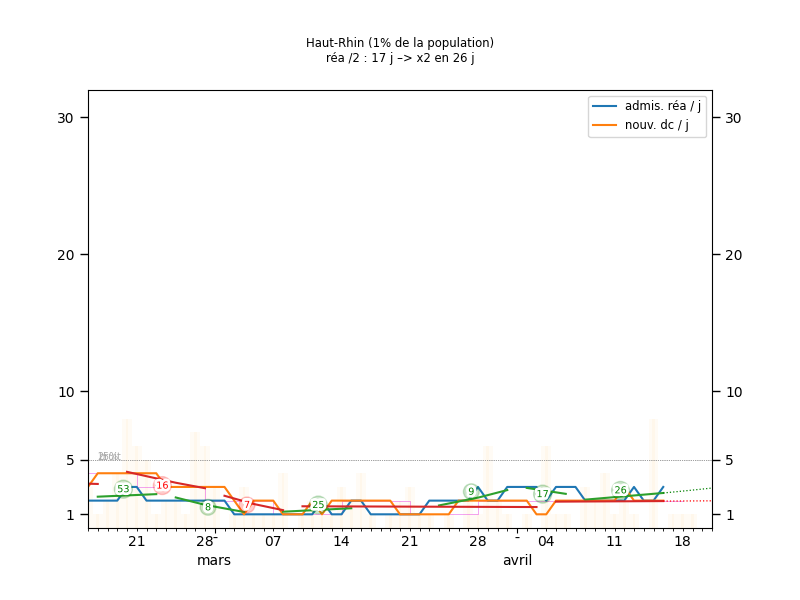 Haut-Rhin (1% de la population)
réa /2 : 17 j –> x2 en 26 j
admis. réa / j
nouv. dc / j
30 30
20 20
10 10
5 5
1 1
53 16 8 7 25 9 17 26
21 28 07 14 21 28 04 11 18
mars avril